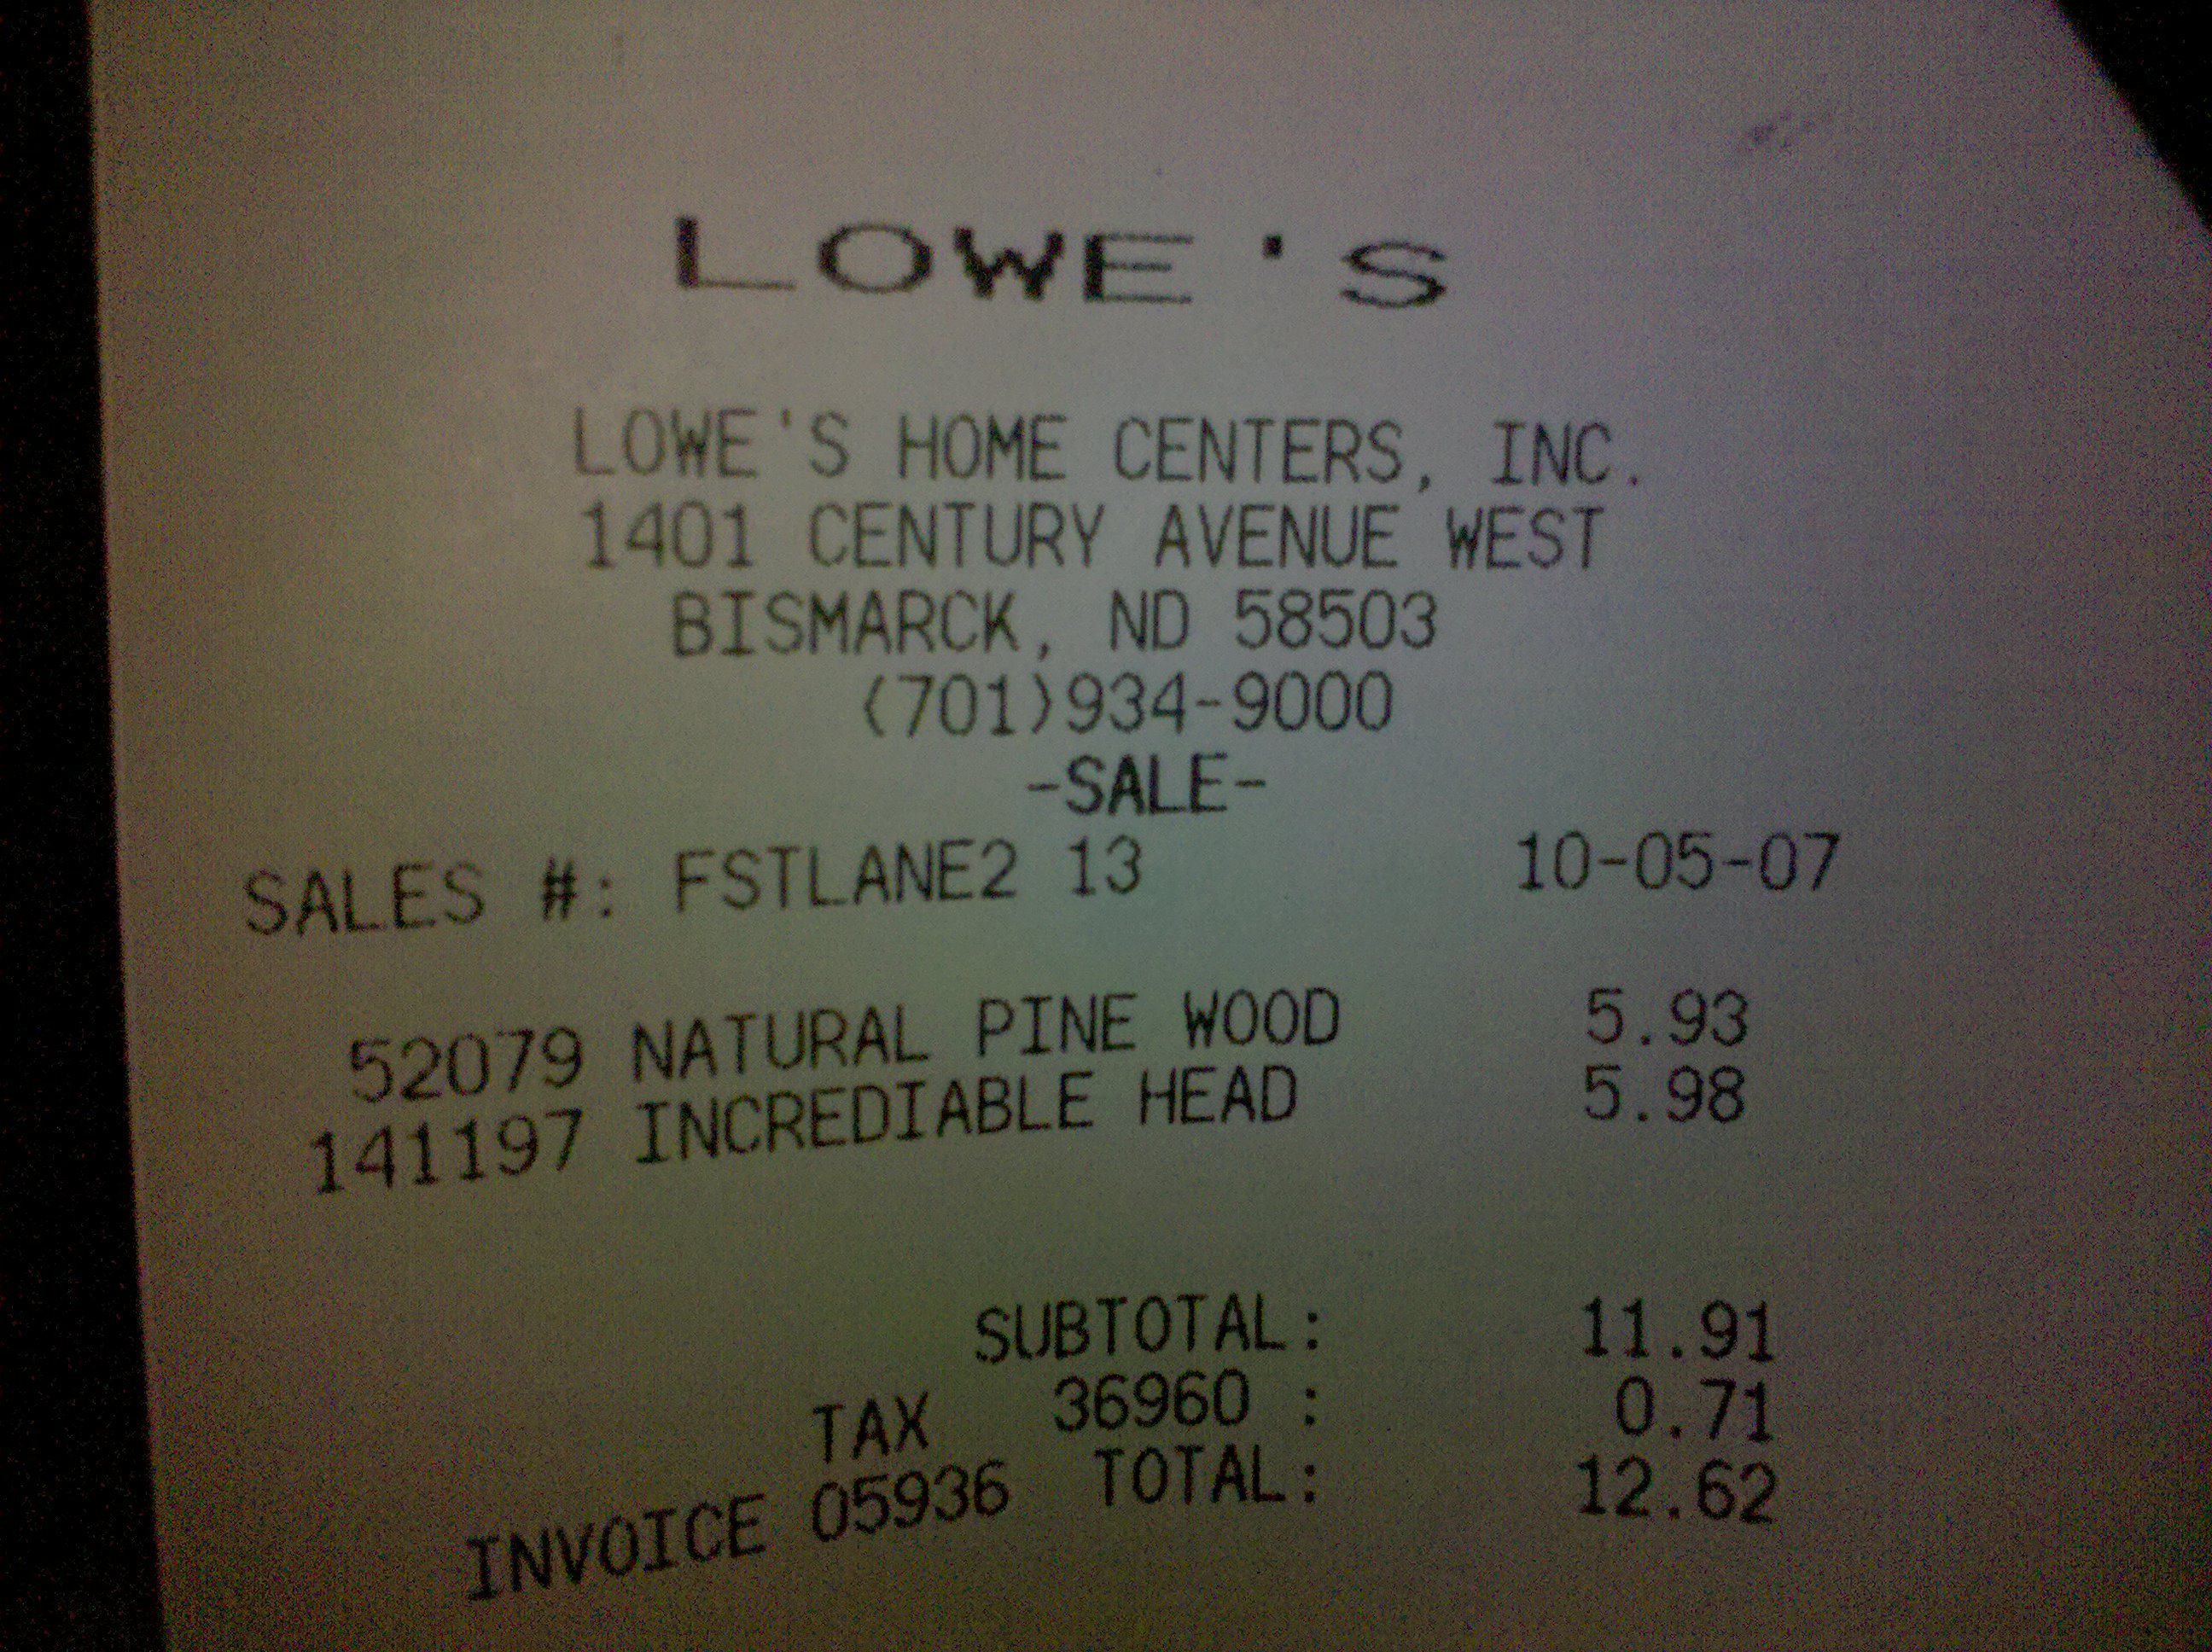 LOWE'S
LOWE'S HOME CENTERS, INC.
1401 CENTURY AVENUE WEST
BISMARCK, ND 58503
(701)934-9000
-SALE-
SALES #: FSTLANE2 13 10-05-07
52079 NATURAL PINE WOOD 5.93
141197 INCREDIABLE HEAD 5.98
SUBTOTAL: 11.91
TAX 36960 : 0.71
INVOICE 05936 TOTAL: 12.62